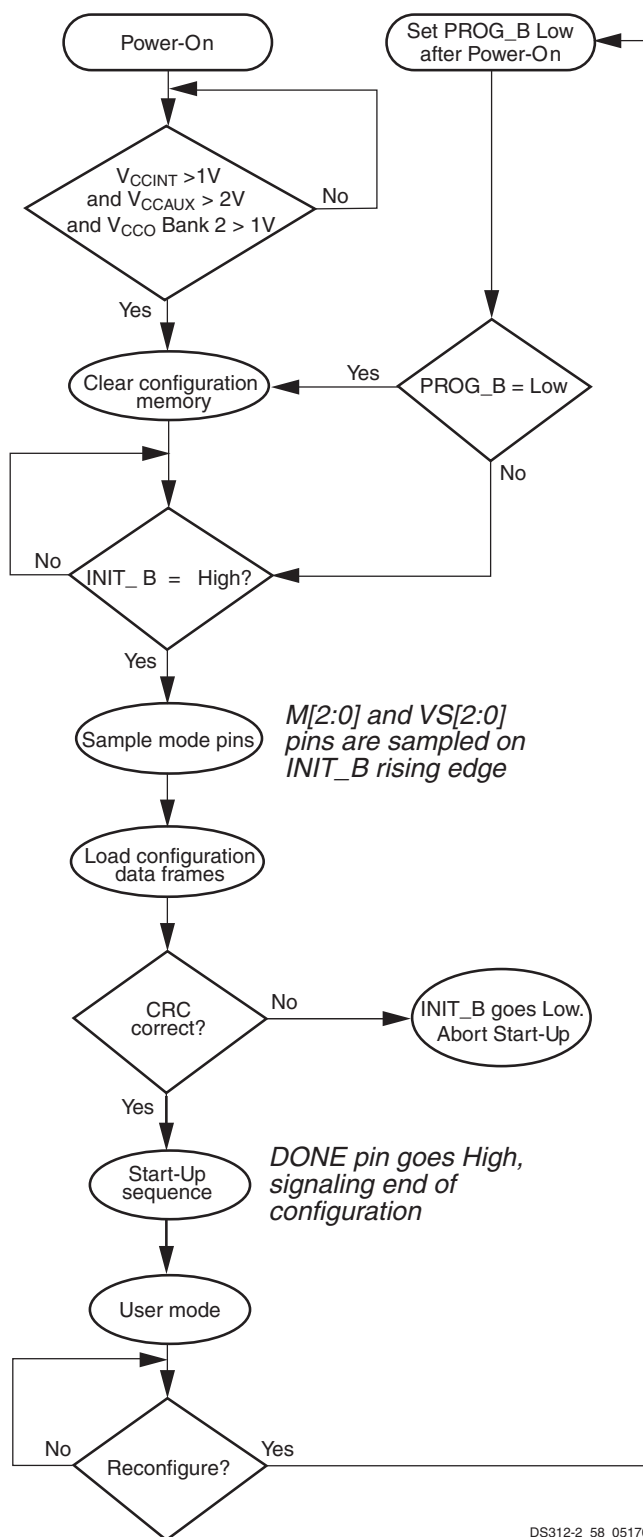 Power-On
Set PROG_B Low
after Power-On
VCCINT >1V
and VCCAUX > 2V
and VCCO Bank 2 > 1V
No
Yes
Clear configuration
memory
Yes
PROG_B = Low
No
INIT_ B = High?
No
Yes
Sample mode pins
M[2:0] and VS[2:0]
pins are sampled on
INIT_B rising edge
Load configuration
data frames
CRC
correct?
No
INIT_B goes Low.
Abort Start-Up
Yes
Start-Up
sequence
DONE pin goes High,
signaling end of
configuration
User mode
No
Reconfigure?
Yes